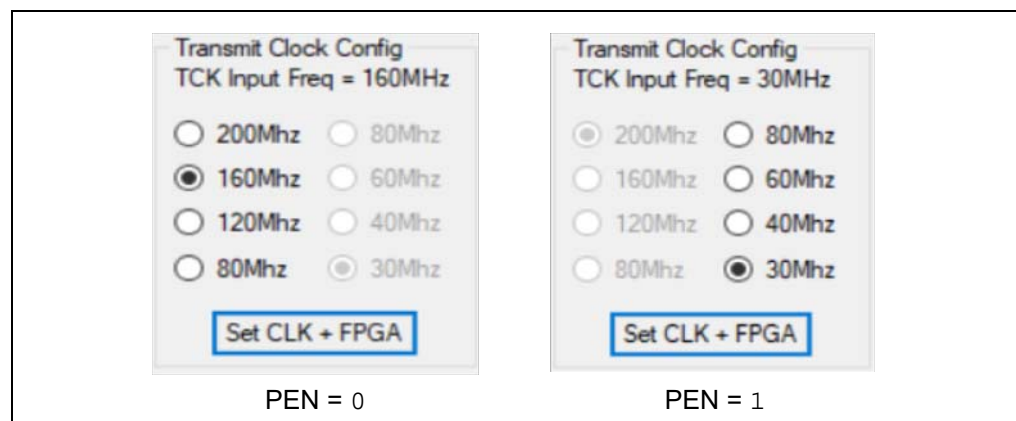 Transmit Clock Config
TCK Input Freq = 160MHz
200Mhz 80Mhz
160Mhz 60Mhz
120Mhz 40Mhz
80Mhz 30Mhz
Set CLK + FPGA
PEN = 0
Transmit Clock Config
TCK Input Freq = 30MHz
200Mhz 80Mhz
160Mhz 60Mhz
120Mhz 40Mhz
80Mhz 30Mhz
Set CLK + FPGA
PEN = 1